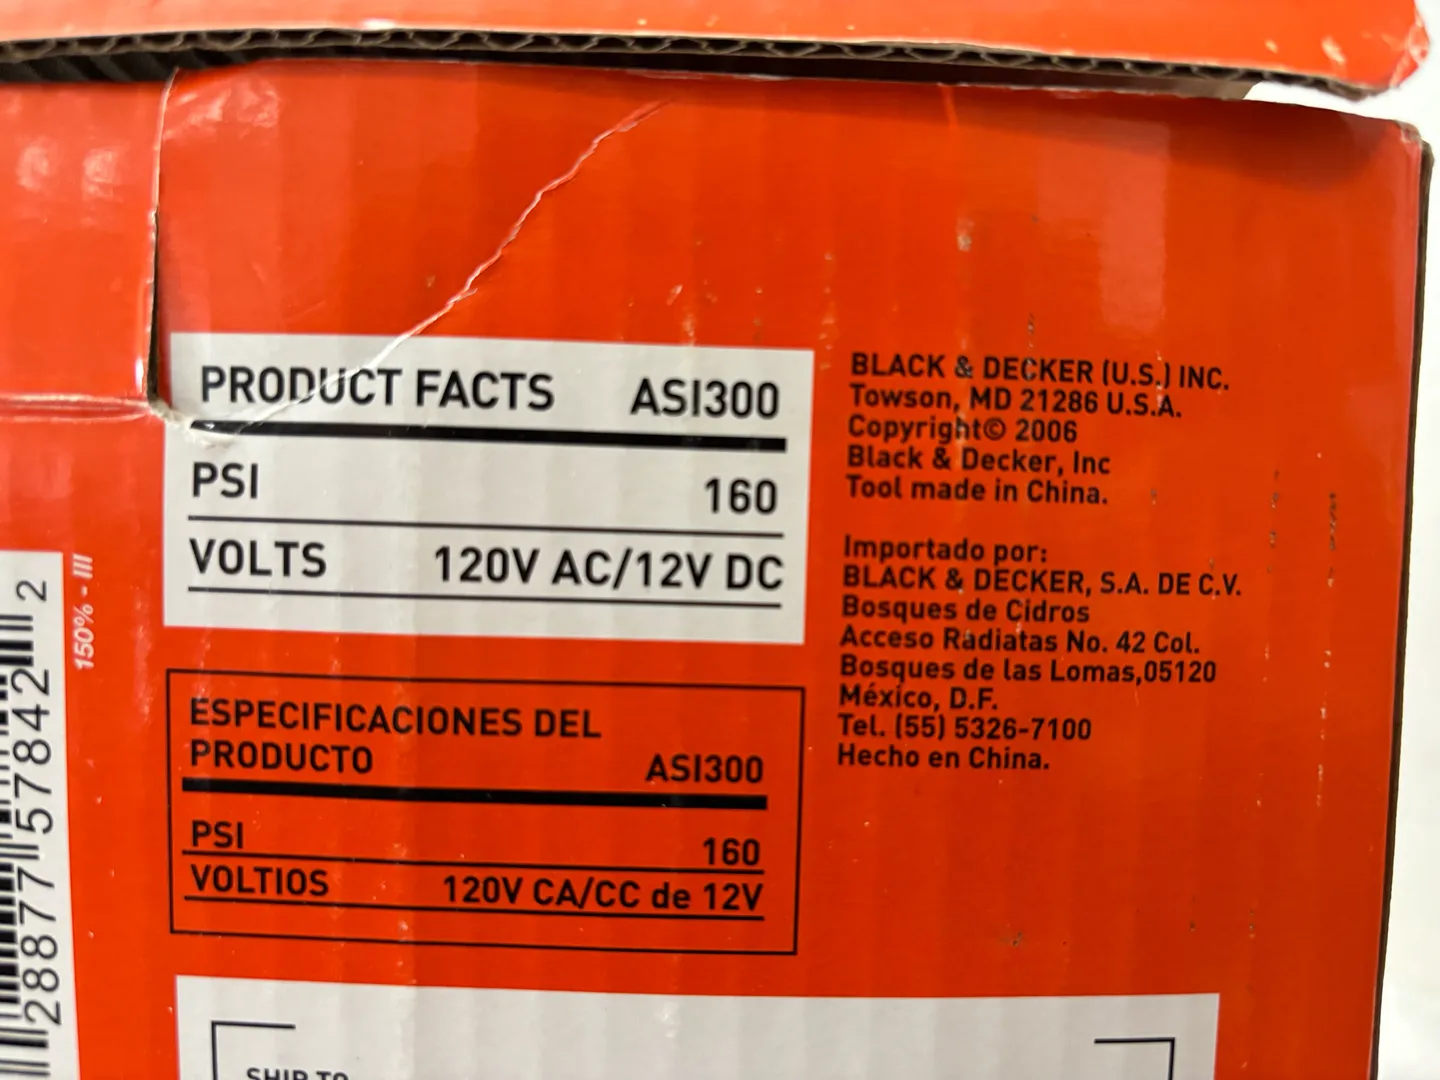 PRODUCT FACTS ASI300
PSI 160
VOLTS 120V AC/12V DC
ESPECIFICACIONES DEL
PRODUCTO ASI300
PSI 160
VOLTIOS 120V CA/CC de 12V
BLACK & DECKER (U.S.) INC.
Towson, MD 21286 U.S.A.
Copyright© 2006
Black & Decker, Inc
Tool made in China.
Importado por:
BLACK & DECKER, S.A. DE C.V.
Bosques de Cidros
Acceso Radiatas No. 42 Col.
Bosques de las Lomas,05120
México, D.F.
Tel. (55) 5326-7100
Hecho en China.
150% - III
28877 57842 2
SHIP TO